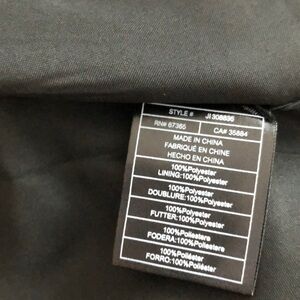 STYLE # JI306695
RN# 67365 CA# 35884
MADE IN CHINA
FABRIQUÉ EN CHINE
HECHO EN CHINA
100%Polyester
LINING:100%Polyester
100%Polyester
DOUBLURE:100%Polyester
100%Polyester
FUTTER:100%Polyester
100%Poliestere
FODERA:100%Poliestere
100%Poliéster
FORRO:100%Poliéster